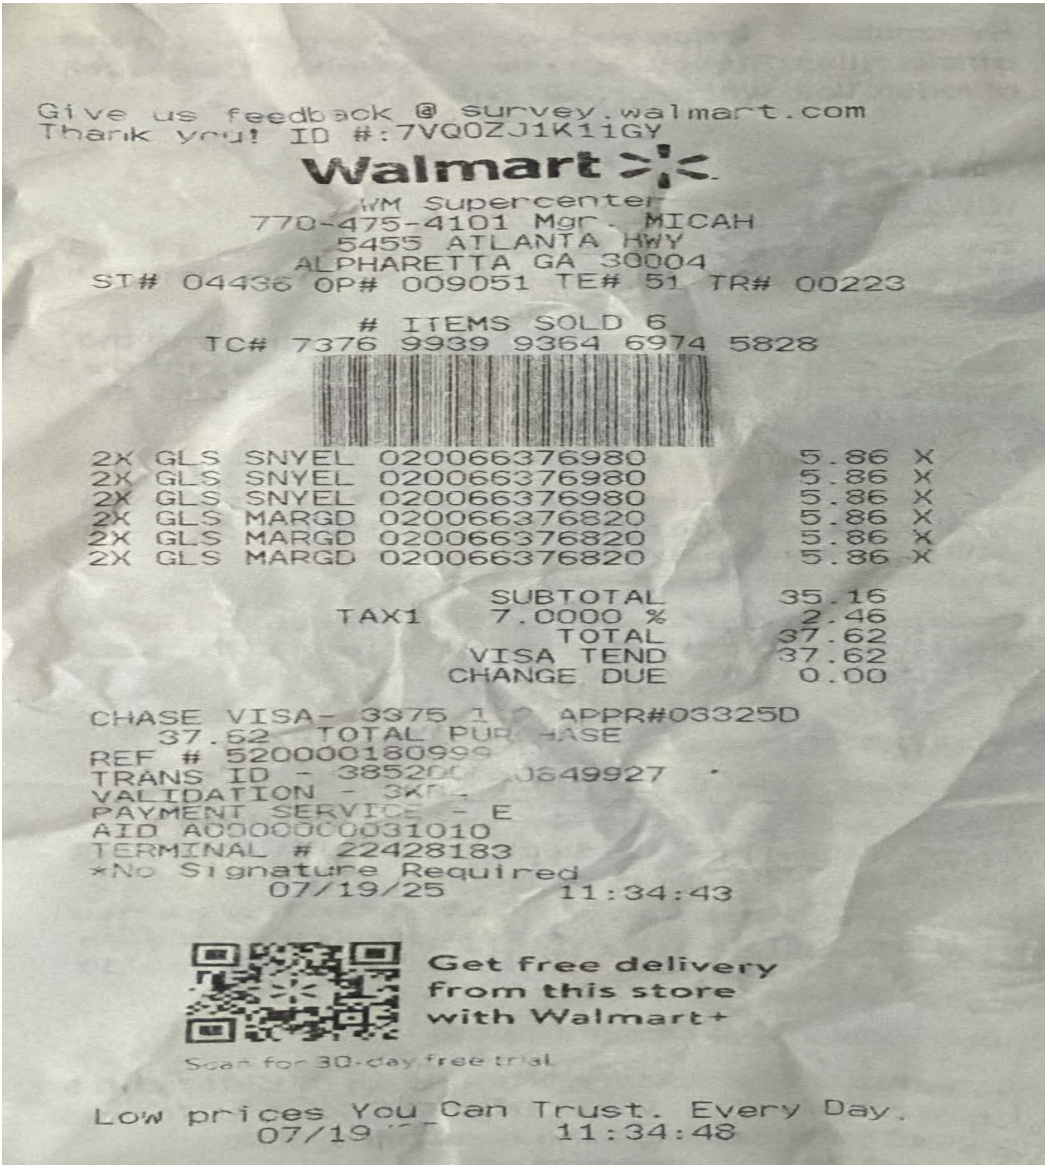 Give us feedback @ survey.walmart.com
Thank you! ID #:7VQ0ZJ1K11GY
Walmart
WM Supercenter
770-475-4101 Mgr. MICAH
5455 ATLANTA HWY
ALPHARETTA GA 30004
ST# 04436 OP# 009051 TE# 51 TR# 00223
# ITEMS SOLD 6
TC# 7376 9939 9364 6974 5828
2X GLS SNYEL 020066376980 5.86 X
2X GLS SNYEL 020066376980 5.86 X
2X GLS SNYEL 020066376980 5.86 X
2X GLS MARGD 020066376820 5.86 X
2X GLS MARGD 020066376820 5.86 X
2X GLS MARGD 020066376820 5.86 X
SUBTOTAL 35.16
TAX1 7.0000 % 2.46
TOTAL 37.62
VISA TEND 37.62
CHANGE DUE 0.00
CHASE VISA- 3375 APPR#03325D
37.62 TOTAL PURCHASE
REF # 520000180999
TRANS ID -
VALIDATION -
PAYMENT SERVICE - E
AID A0000000031010
TERMINAL # 22428183
*No Signature Required
07/19/25 11:34:43
Get free delivery
from this store
with Walmart+
Scan for 30-day free trial.
Low prices You Can Trust. Every Day.
07/19 11:34:48